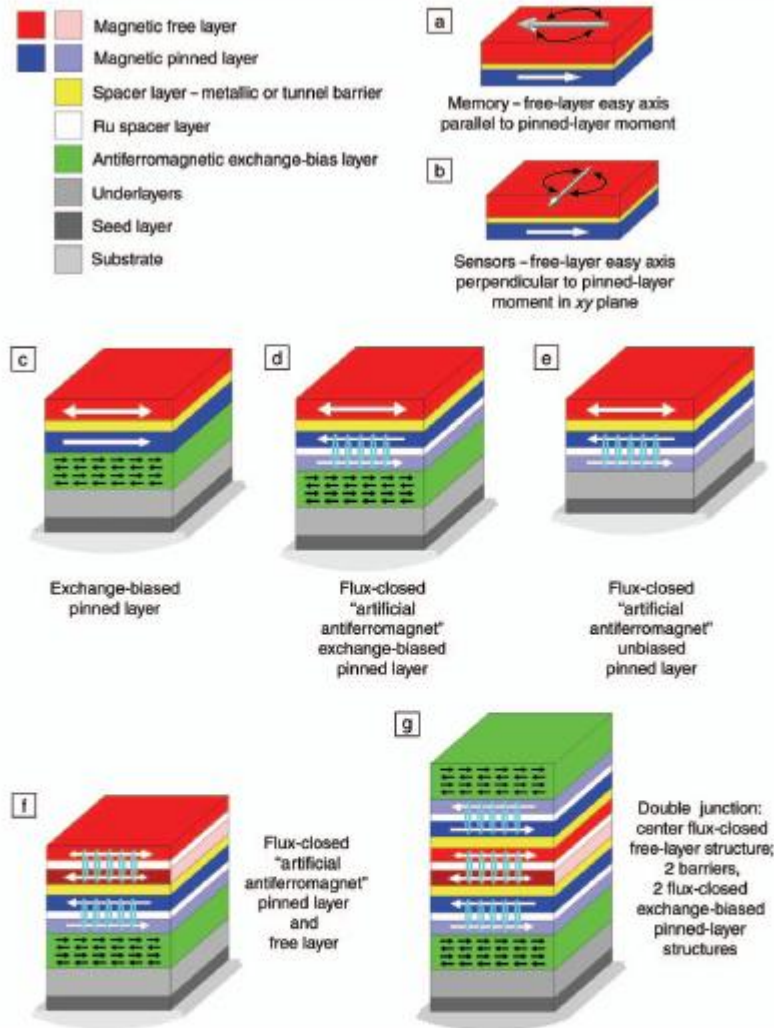 Magnetic free layer
Magnetic pinned layer
Spacer layer – metallic or tunnel barrier
Ru spacer layer
Antiferromagnetic exchange-bias layer
Underlayers
Seed layer
Substrate
a
Memory – free-layer easy axis
parallel to pinned-layer moment
b
Sensors – free-layer easy axis
perpendicular to pinned-layer
moment in xy plane
c
Exchange-biased
pinned layer
d
Flux-closed
"artificial
antiferromagnet"
exchange-biased
pinned layer
e
Flux-closed
"artificial
antiferromagnet"
unbiased
pinned layer
f
Flux-closed
"artificial
antiferromagnet"
pinned layer
and
free layer
g
Double junction:
center flux-closed
free-layer structure;
2 barriers,
2 flux-closed
exchange-biased
pinned-layer
structures